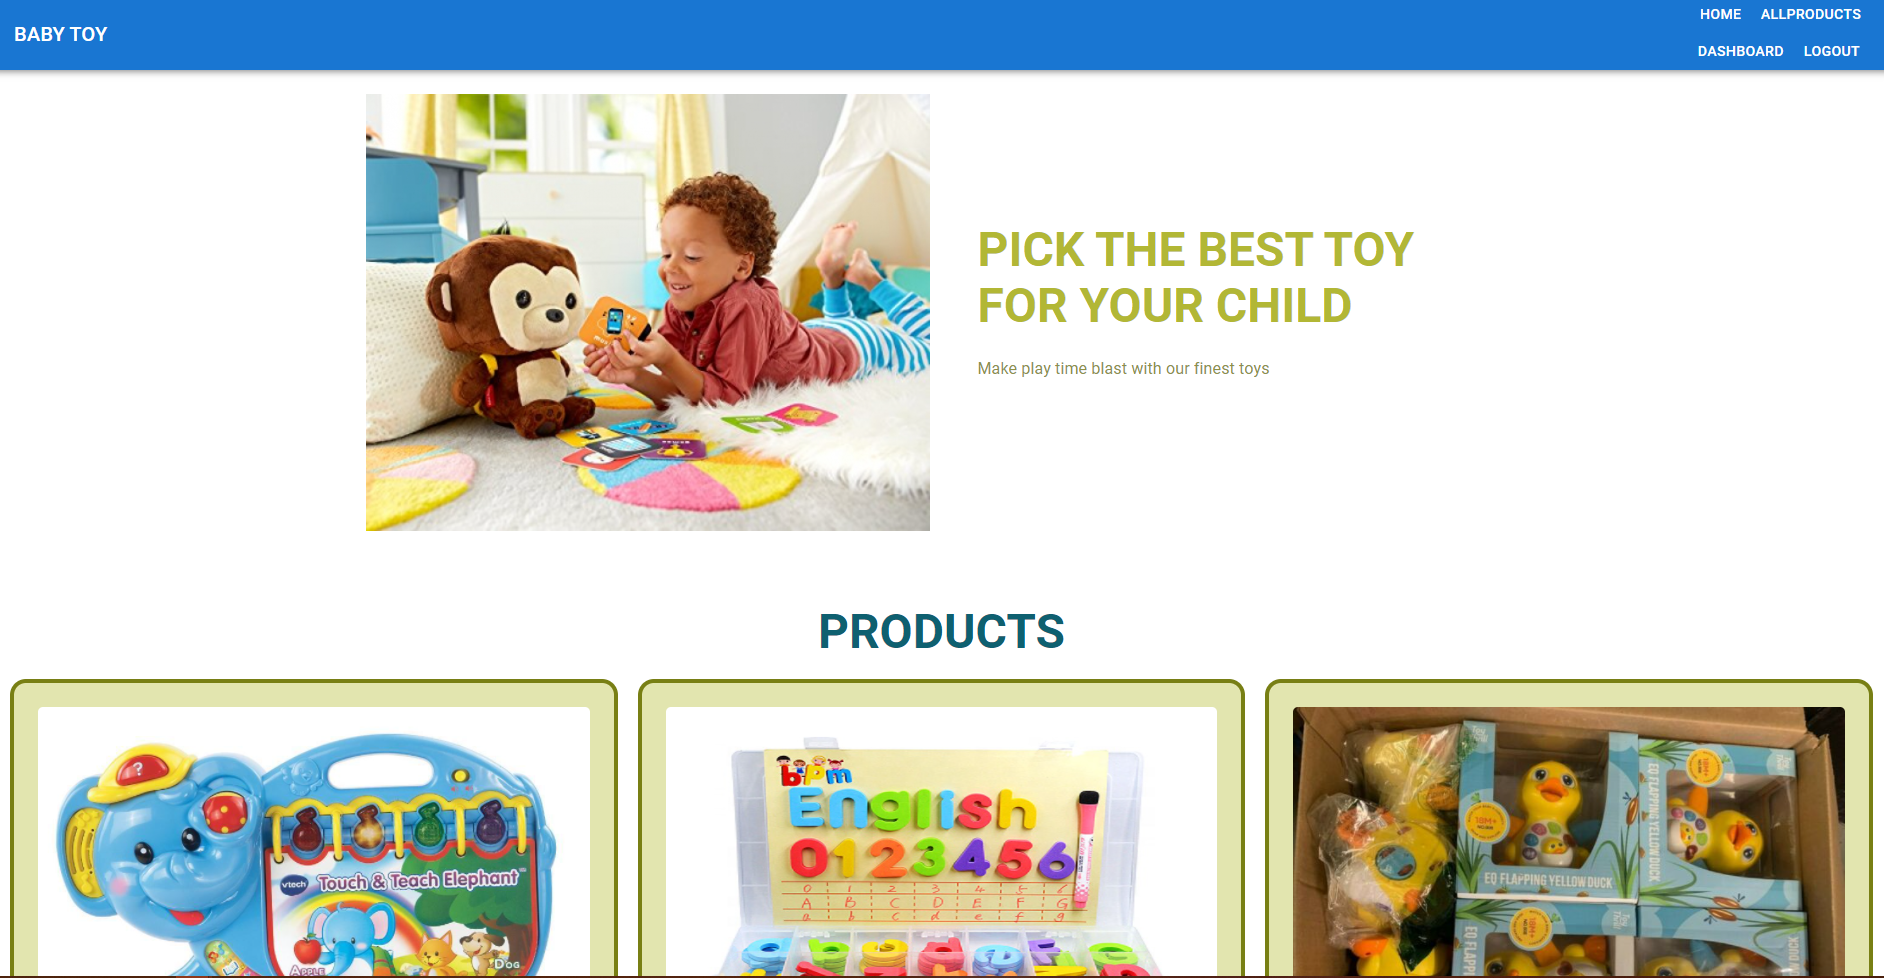 BABY TOY
HOME ALLPRODUCTS
DASHBOARD LOGOUT
PICK THE BEST TOY
FOR YOUR CHILD
Make play time blast with our finest toys
PRODUCTS
?
vtech Touch & Teach Elephant
APPLE
DOG
bpm
English
0123456
0 1 2 3 4 5 6
A B C D E F G
a b c d e f g
18M+
EQ FLAPPING YELLOW DUCK
EQ FLAPPING YELLOW DUCK